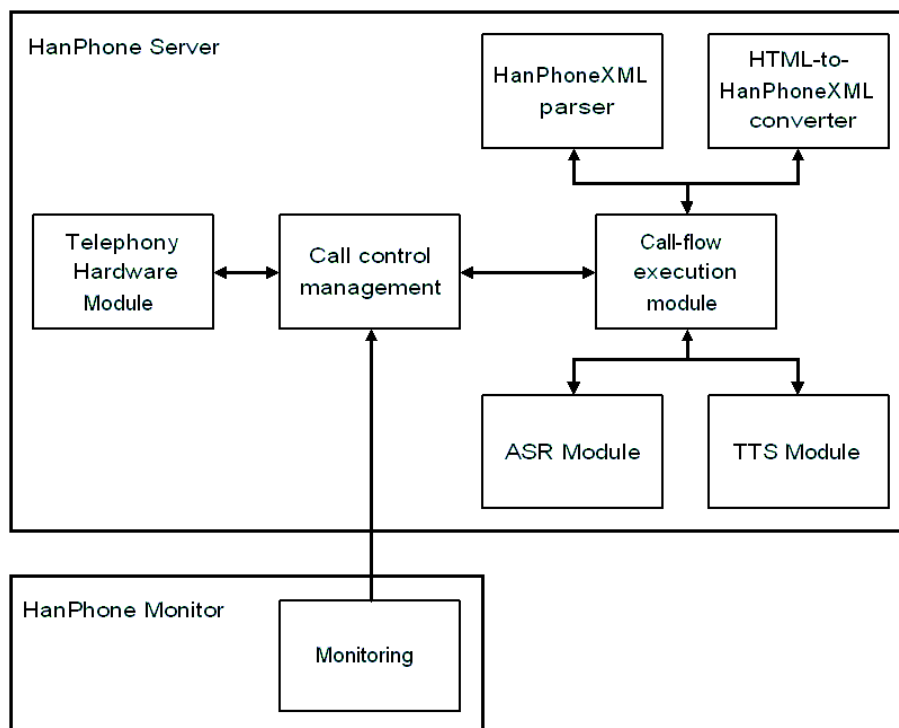 HanPhone Server
HanPhoneXML
parser
HTML-to-
HanPhoneXML
converter
Telephony
Hardware
Module
Call control
management
Call-flow
execution
module
ASR Module
TTS Module
HanPhone Monitor
Monitoring